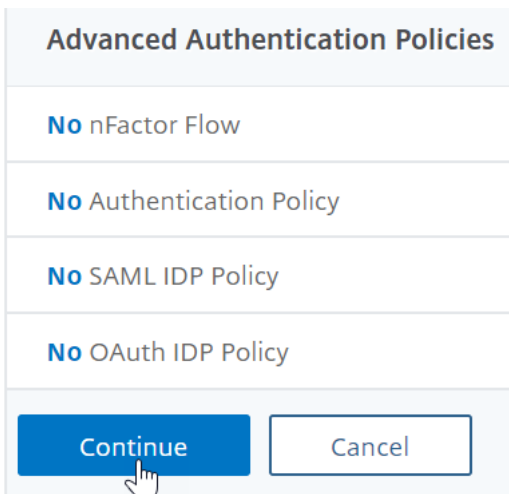 Advanced Authentication Policies
No nFactor Flow
No Authentication Policy
No SAML IDP Policy
No OAuth IDP Policy
Continue
Cancel